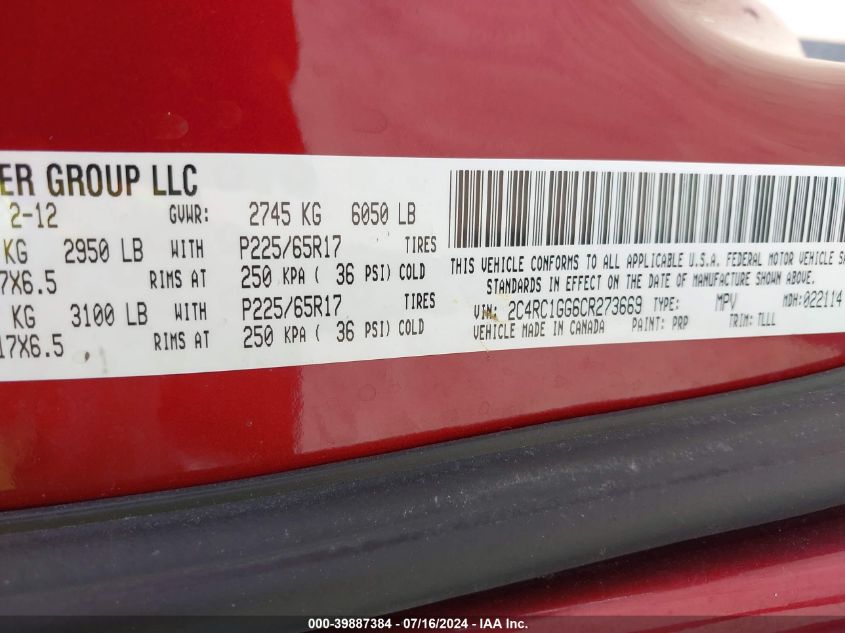 ER GROUP LLC
2-12 GVWR: 2745 KG 6050 LB
KG 2950 LB WITH P225/65R17 TIRES
7X6.5 RIMS AT 250 KPA ( 36 PSI) COLD
KG 3100 LB WITH P225/65R17 TIRES
17X6.5 RIMS AT 250 KPA ( 36 PSI) COLD
THIS VEHICLE CONFORMS TO ALL APPLICABLE U.S.A. FEDERAL MOTOR VEHICLE SA
STANDARDS IN EFFECT ON THE DATE OF MANUFACTURE SHOWN ABOVE.
VIN: 2C4RC1GG6CR273669 TYPE: MPV MDH:022114
VEHICLE MADE IN CANADA PAINT: PRP TRIM: TLLL
000-39887384 - 07/16/2024 - IAA Inc.